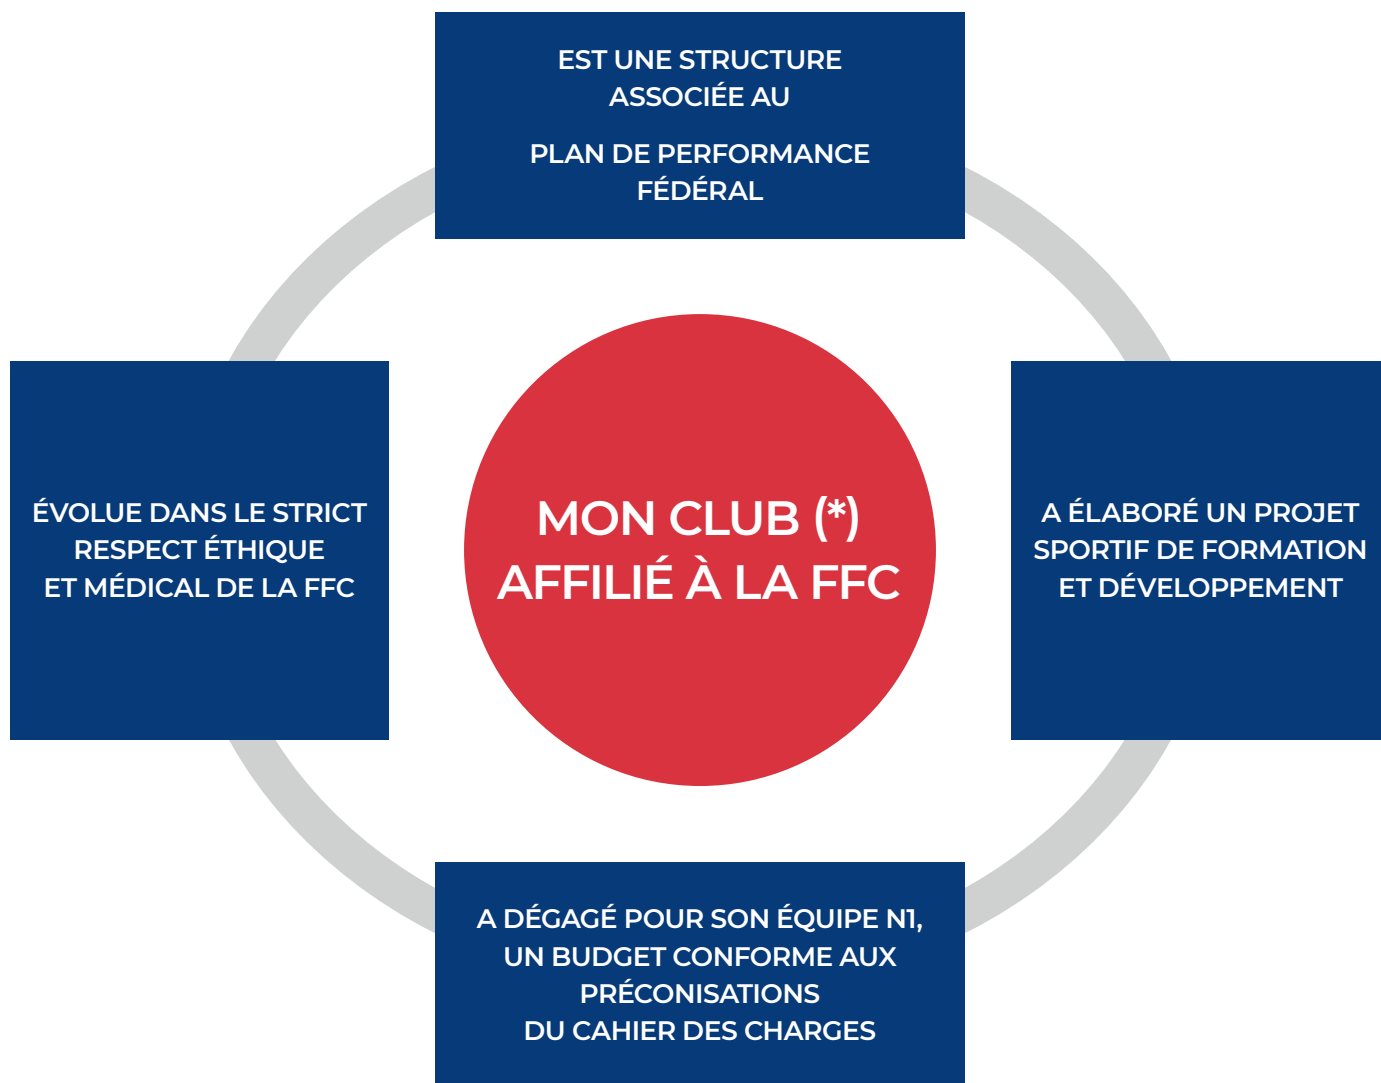 EST UNE STRUCTURE
ASSOCIÉE AU
PLAN DE PERFORMANCE
FÉDÉRAL
ÉVOLUE DANS LE STRICT
RESPECT ÉTHIQUE
ET MÉDICAL DE LA FFC
MON CLUB (*)
AFFILIÉ À LA FFC
A ÉLABORÉ UN PROJET
SPORTIF DE FORMATION
ET DÉVELOPPEMENT
A DÉGAGÉ POUR SON ÉQUIPE N1,
UN BUDGET CONFORME AUX
PRÉCONISATIONS
DU CAHIER DES CHARGES